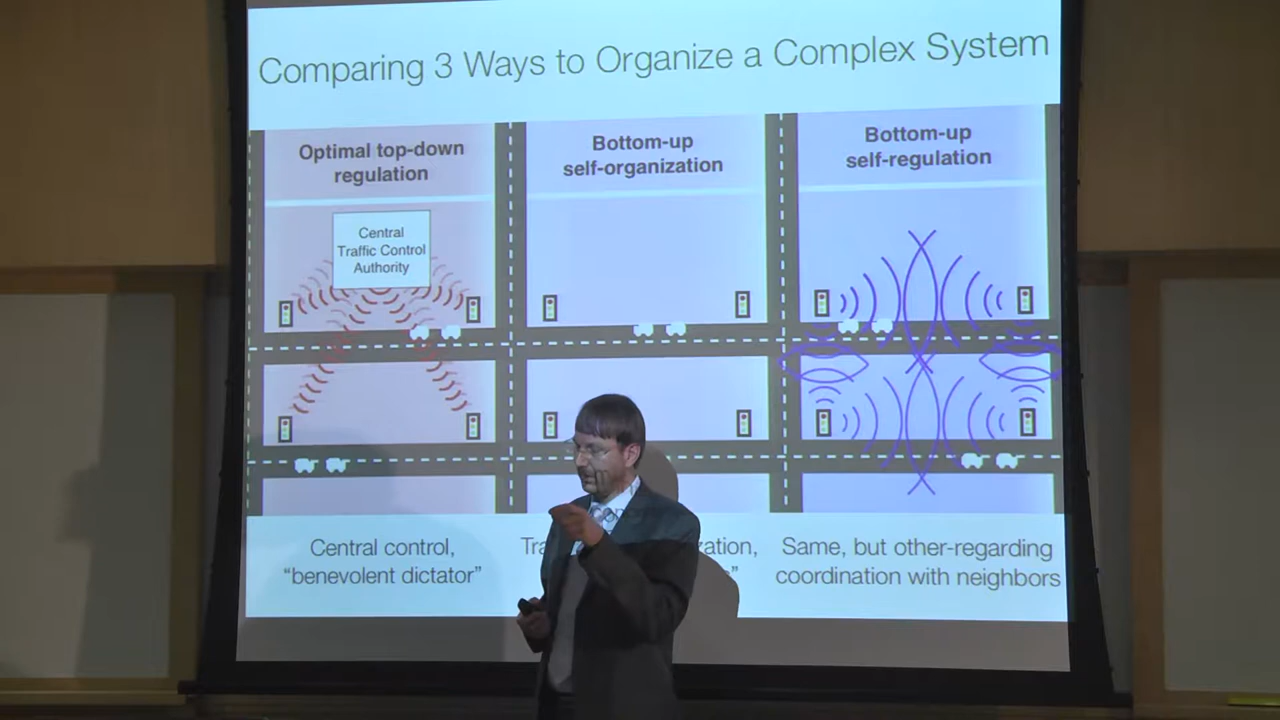 Comparing 3 Ways to Organize a Complex System
Optimal top-down
regulation
Central
Traffic Control
Authority
Central control,
“benevolent dictator”
Bottom-up
self-organization
Bottom-up
self-regulation
Same, but other-regarding
coordination with neighbors